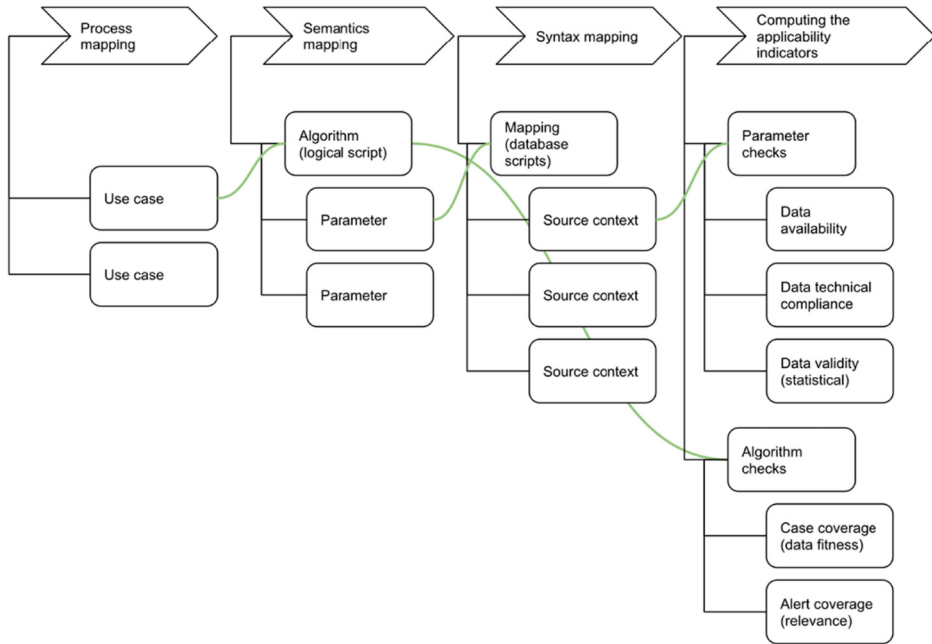 Process
mapping
Semantics
mapping
Syntax mapping
Computing the
applicability
indicators
Use case
Use case
Algorithm
(logical script)
Parameter
Parameter
Mapping
(database
scripts)
Source context
Source context
Source context
Parameter
checks
Data
availability
Data technical
compliance
Data validity
(statistical)
Algorithm
checks
Case coverage
(data fitness)
Alert coverage
(relevance)